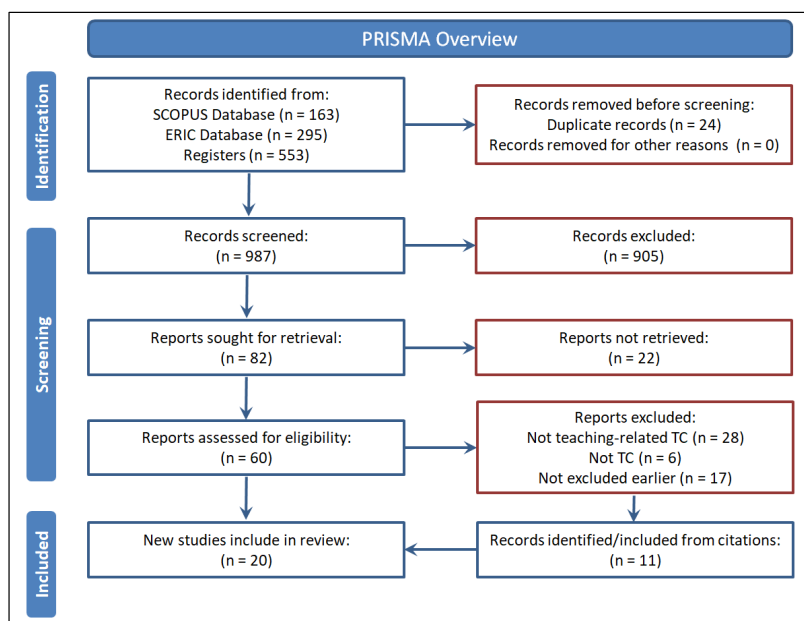 PRISMA Overview
Identification
Records identified from:
SCOPUS Database (n = 163)
ERIC Database (n = 295)
Registers (n = 553)
Records removed before screening:
Duplicate records (n = 24)
Records removed for other reasons (n = 0)
Screening
Records screened:
(n = 987)
Records excluded:
(n = 905)
Reports sought for retrieval:
(n = 82)
Reports not retrieved:
(n = 22)
Reports assessed for eligibility:
(n = 60)
Reports excluded:
Not teaching-related TC (n = 28)
Not TC (n = 6)
Not excluded earlier (n = 17)
Included
New studies include in review:
(n = 20)
Records identified/included from citations:
(n = 11)